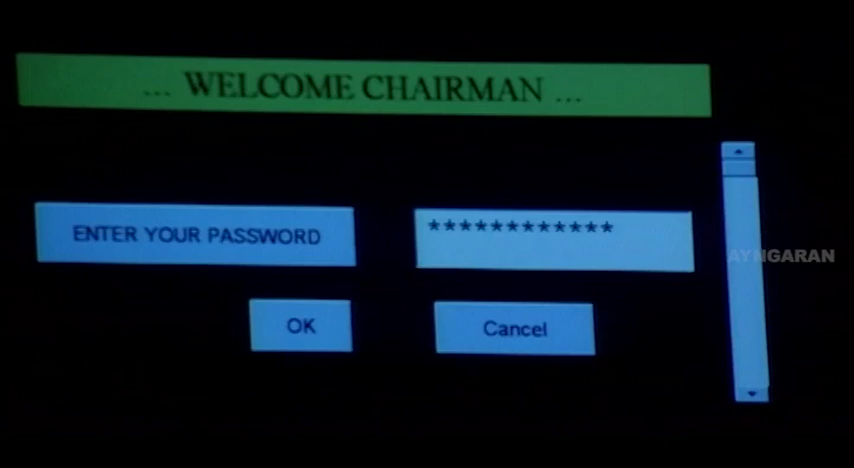 ... WELCOME CHAIRMAN ...
ENTER YOUR PASSWORD
************
AYNGARAN
OK
Cancel